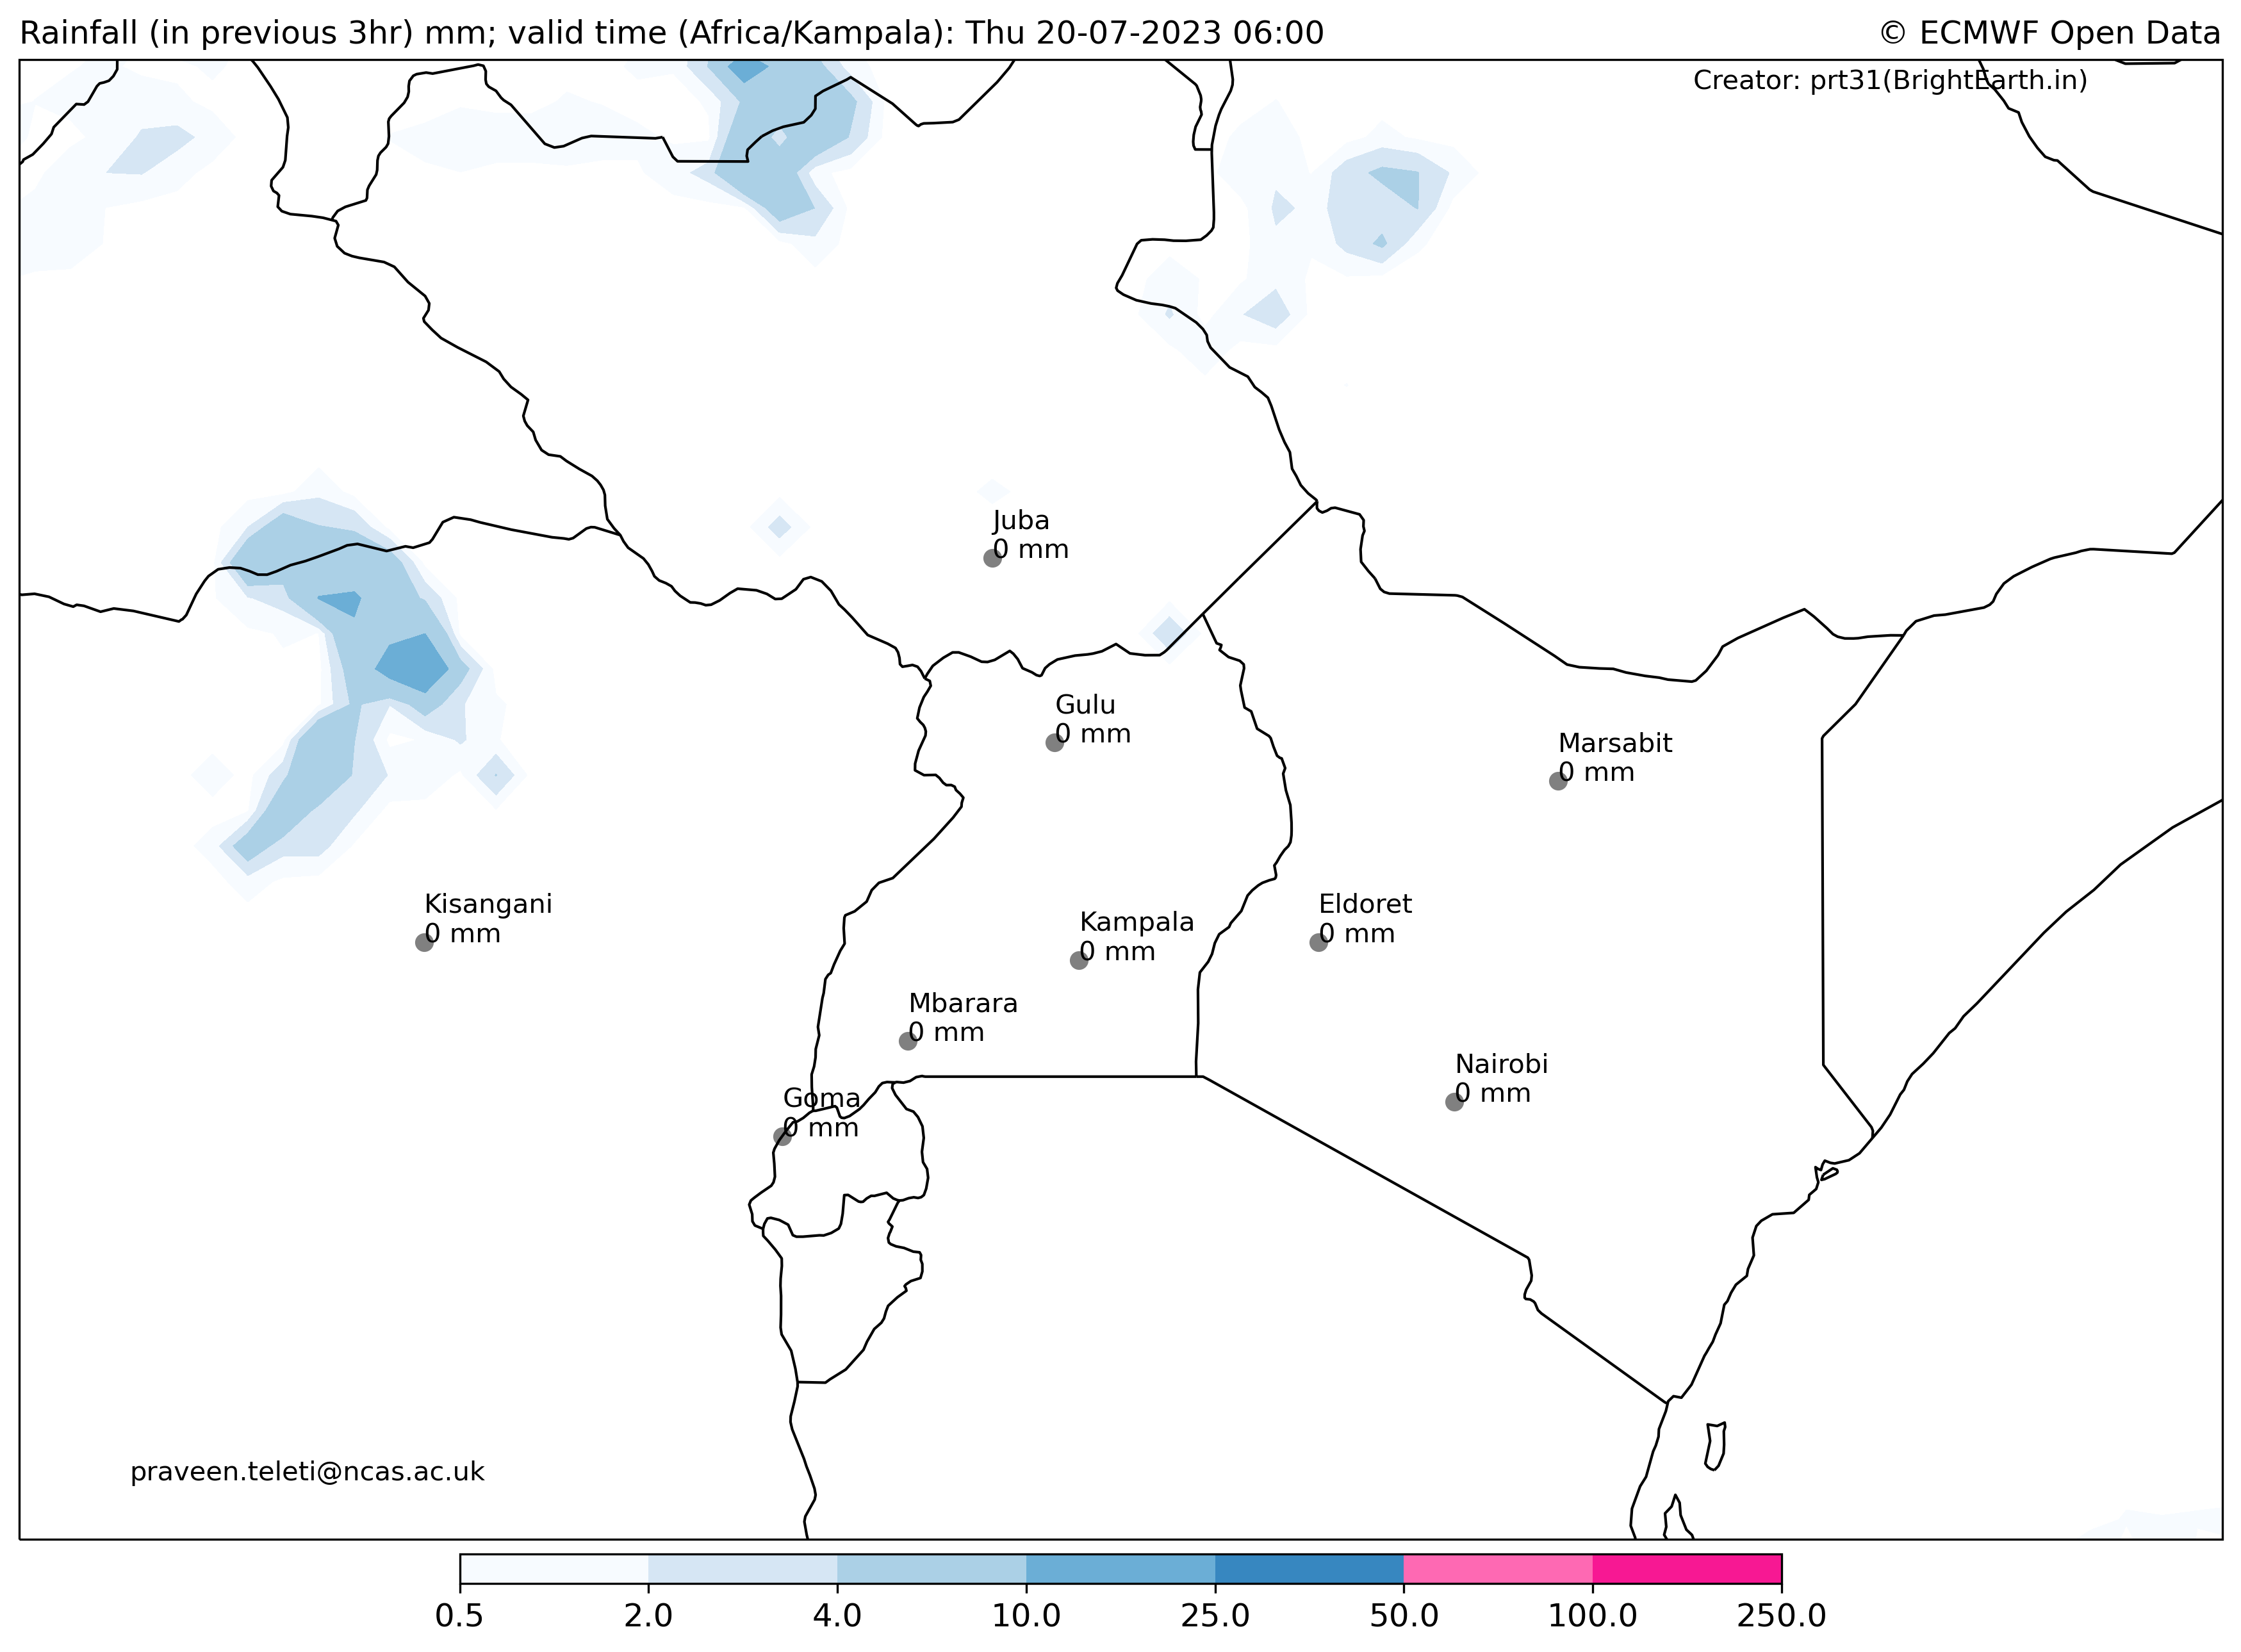 Rainfall (in previous 3hr) mm; valid time (Africa/Kampala): Thu 20-07-2023 06:00
© ECMWF Open Data
Creator: prt31(BrightEarth.in)
Juba
0 mm
Gulu
0 mm
Marsabit
0 mm
Kisangani
0 mm
Kampala
0 mm
Eldoret
0 mm
Mbarara
0 mm
Nairobi
0 mm
Goma
0 mm
praveen.teleti@ncas.ac.uk
0.5 2.0 4.0 10.0 25.0 50.0 100.0 250.0